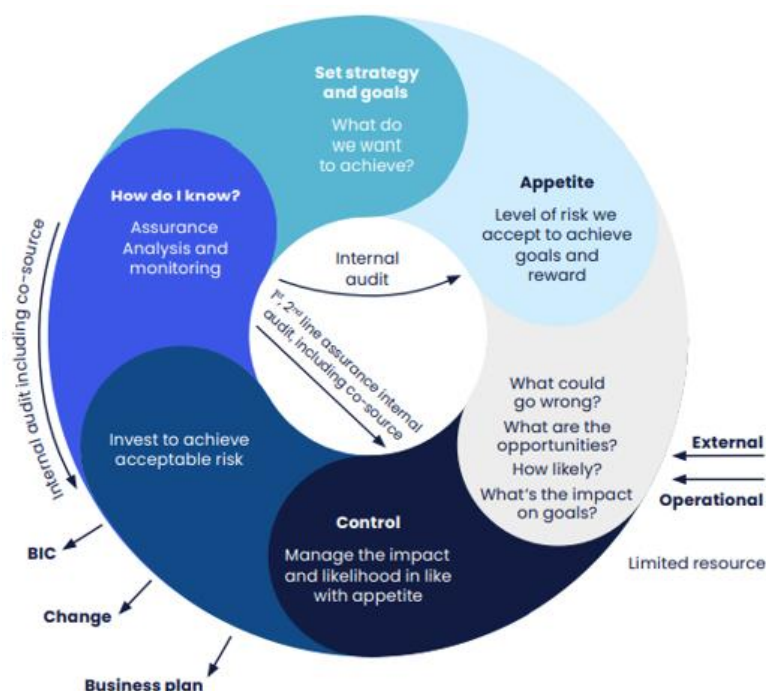 Set strategy
and goals
What do
we want
to achieve?
Appetite
Level of risk we
accept to achieve
goals and
reward
What could
go wrong?
What are the
opportunities?
How likely?
What's the impact
on goals?
External
Operational
Limited resource
Control
Manage the impact
and likelihood in like
with appetite
Invest to achieve
acceptable risk
BIC
Change
Business plan
How do I know?
Assurance
Analysis and
monitoring
Internal audit including co-source
Internal
audit
1st, 2nd line assurance internal
audit, including co-source